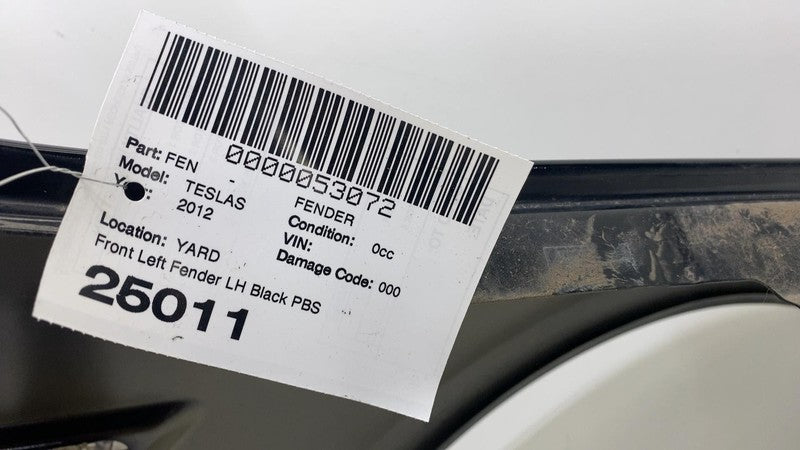 0000053072
Part: FEN - FENDER
Model: TESLAS Condition: 0cc
2012 VIN:
Damage Code: 000
Location: YARD
Front Left Fender LH Black PBS
25011